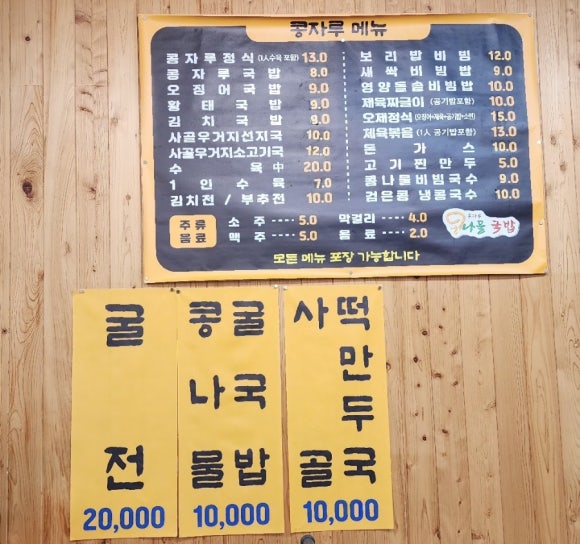 콩자루 메뉴
콩자루정식 (1人수육 포함) 13.0
콩자루국밥 8.0
오징어국밥 9.0
황태국밥 9.0
김치국밥 9.0
사골우거지선지국 10.0
사골우거지소고기국 12.0
수육中 20.0
1인수육 7.0
김치전 / 부추전 10.0
보리밥비빔 12.0
새싹비빔밥 9.0
영양돌솥비빔밥 10.0
제육짜글이 (공기밥포함) 10.0
오제정식 15.0
제육볶음 (1人 공기밥포함) 13.0
돈가스 10.0
고기찐만두 5.0
콩나물비빔국수 9.0
검은콩 냉콩국수 10.0
주류 음료
소주 ---- 5.0
맥주 ---- 5.0
막걸리 ---- 4.0
음료 ---- 2.0
나물 국밥
모든 메뉴 포장 가능합니다
굴전
20,000
콩나물
굴국밥
10,000
사골
떡만두국
10,000